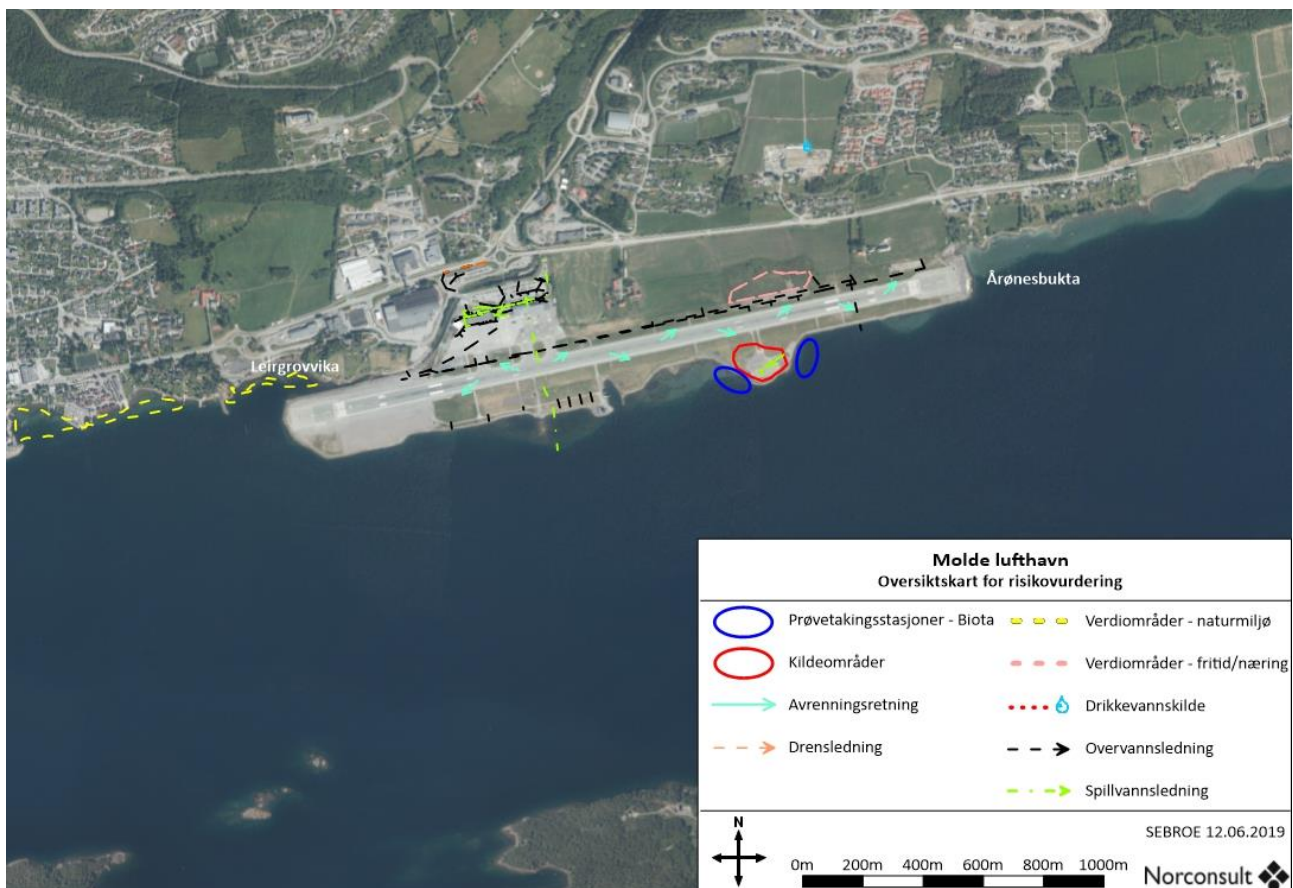 Årønesbukta
Leirgrovvika
Molde lufthavn
Oversiktskart for risikovurdering
Prøvetakingsstasjoner - Biota
Verdiområder - naturmiljø
Kildeområder
Verdiområder - fritid/næring
Avrenningsretning
Drikkevannskilde
Drensledning
Overvannsledning
Spillvannsledning
N
SEBROE 12.06.2019
0m 200m 400m 600m 800m 1000m
Norconsult